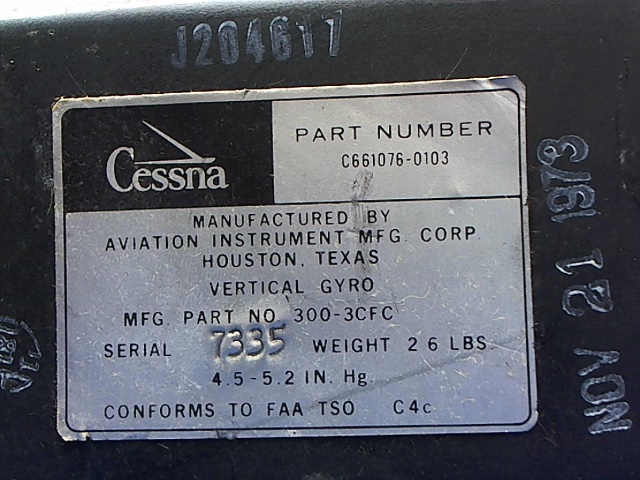 J204617
Cessna
PART NUMBER
C661076-0103
MANUFACTURED BY
AVIATION INSTRUMENT MFG. CORP.
HOUSTON, TEXAS
VERTICAL GYRO
MFG. PART NO. 300-3CFC
SERIAL 7335 WEIGHT 2.6 LBS.
4.5-5.2 IN. Hg.
CONFORMS TO FAA TSO C4c
NOV 21 1973